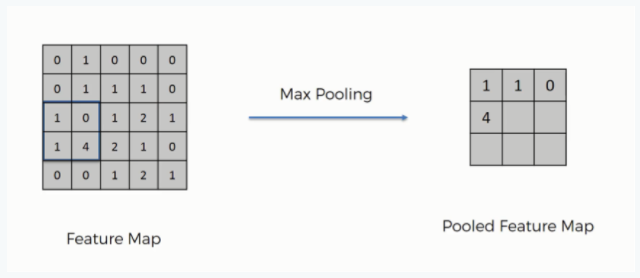 0 1 0 0 0
0 1 1 1 0
1 0 1 2 1
1 4 2 1 0
0 0 1 2 1
Feature Map
Max Pooling
1 1 0
4
Pooled Feature Map